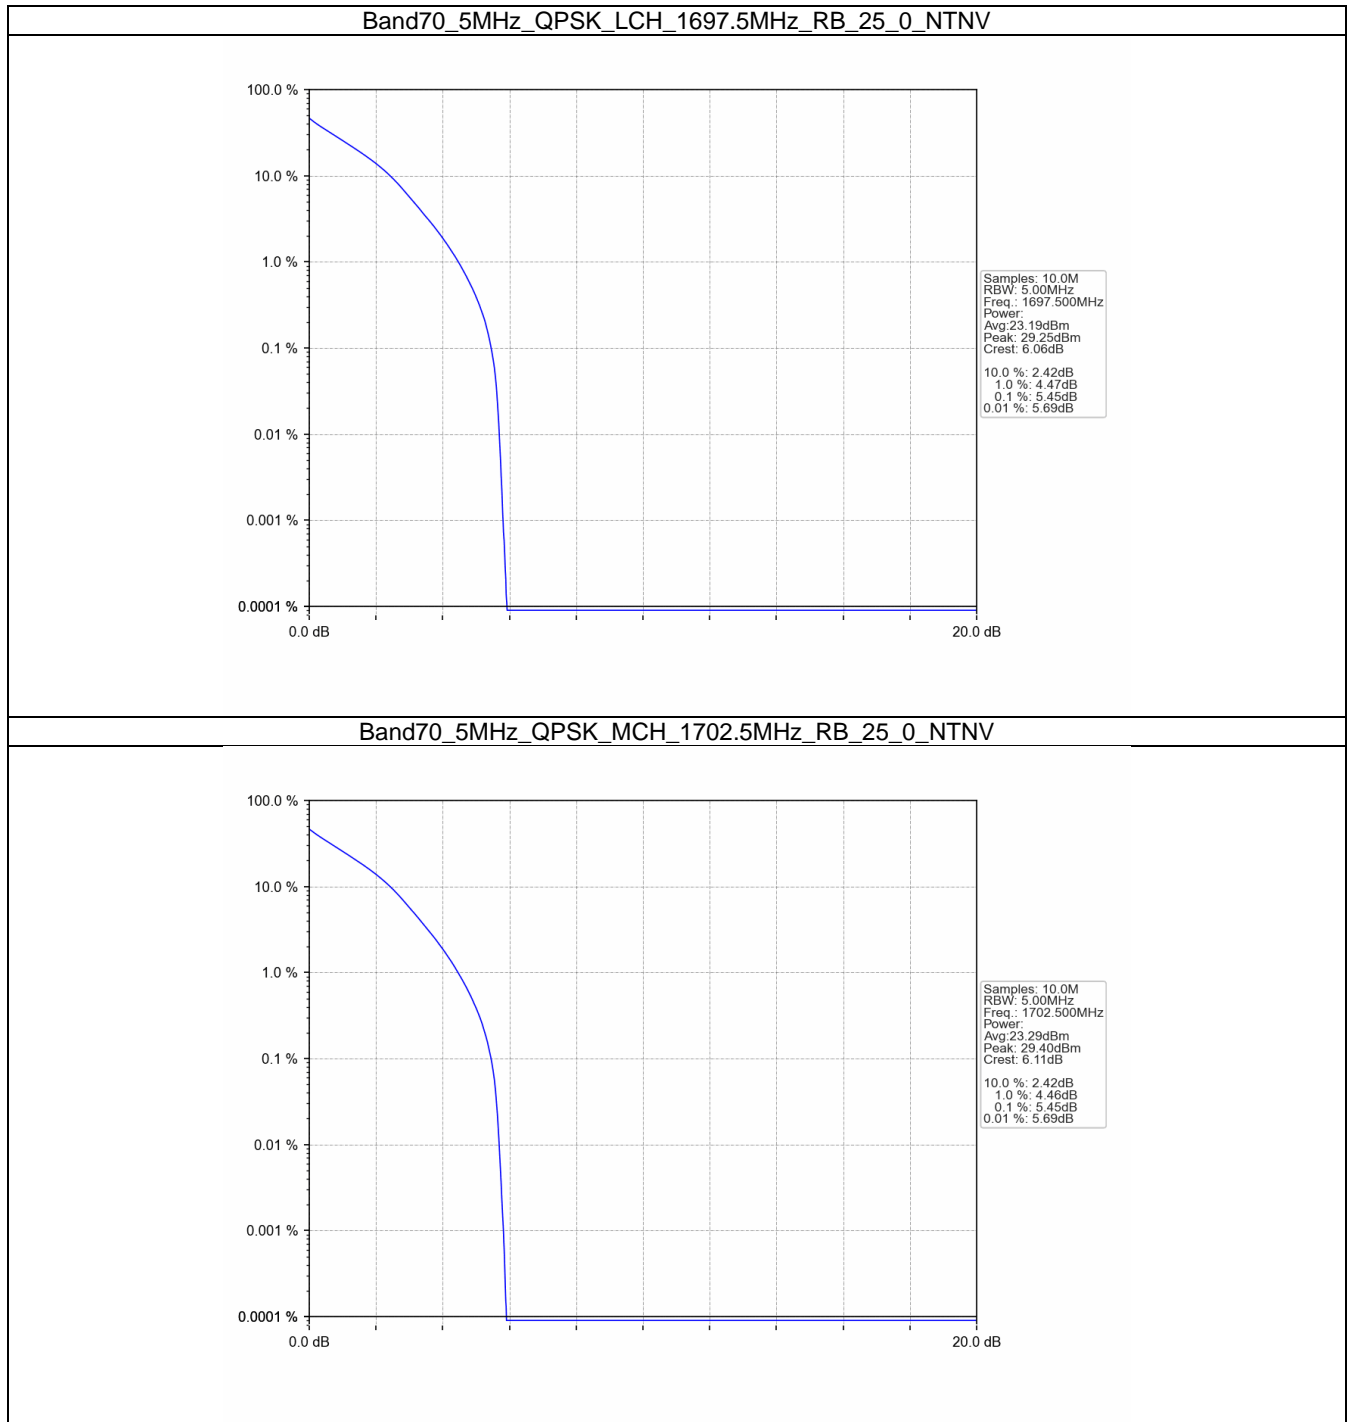 Band70_5MHz_QPSK_LCH_1697.5MHz_RB_25_0_NTNV
100.0 %
10.0 %
1.0 %
0.1 %
0.01 %
0.001 %
0.0001 %
0.0 dB
20.0 dB
Samples: 10.0M
RBW: 5.00MHz
Freq.: 1697.500MHz
Power:
Avg:23.19dBm
Peak: 29.25dBm
Crest: 6.06dB
10.0 %: 2.42dB
1.0 %: 4.47dB
0.1 %: 5.45dB
0.01 %: 5.69dB
Band70_5MHz_QPSK_MCH_1702.5MHz_RB_25_0_NTNV
100.0 %
10.0 %
1.0 %
0.1 %
0.01 %
0.001 %
0.0001 %
0.0 dB
20.0 dB
Samples: 10.0M
RBW: 5.00MHz
Freq.: 1702.500MHz
Power:
Avg:23.29dBm
Peak: 29.40dBm
Crest: 6.11dB
10.0 %: 2.42dB
1.0 %: 4.46dB
0.1 %: 5.45dB
0.01 %: 5.69dB